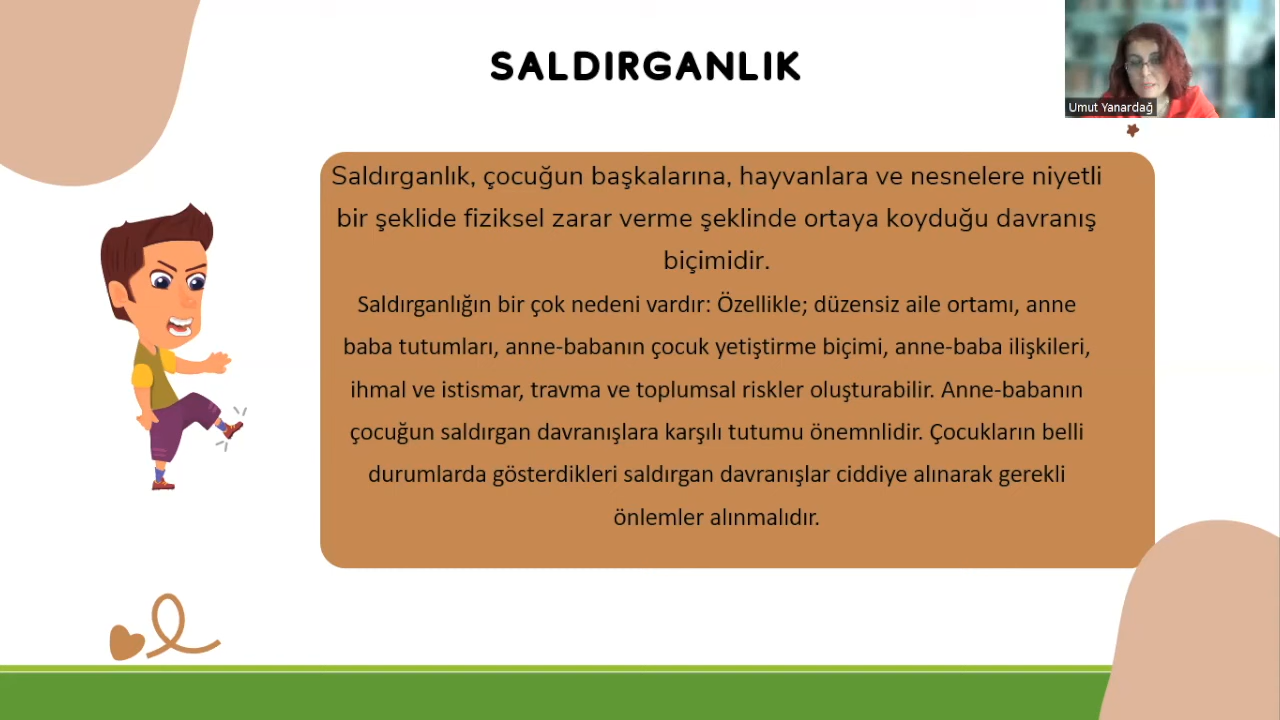 SALDIRGANLIK
Umut Yanardağ
Saldırganlık, çocuğun başkalarına, hayvanlara ve nesnelere niyetli
bir şeklide fiziksel zarar verme şeklinde ortaya koyduğu davranış
biçimidir.
Saldırganlığın bir çok nedeni vardır: Özellikle; düzensiz aile ortamı, anne
baba tutumları, anne-babanın çocuk yetiştirme biçimi, anne-baba ilişkileri,
ihmal ve istismar, travma ve toplumsal riskler oluşturabilir. Anne-babanın
çocuğun saldırgan davranışlara karşılı tutumu önemnlidir. Çocukların belli
durumlarda gösterdikleri saldırgan davranışlar ciddiye alınarak gerekli
önlemler alınmalıdır.